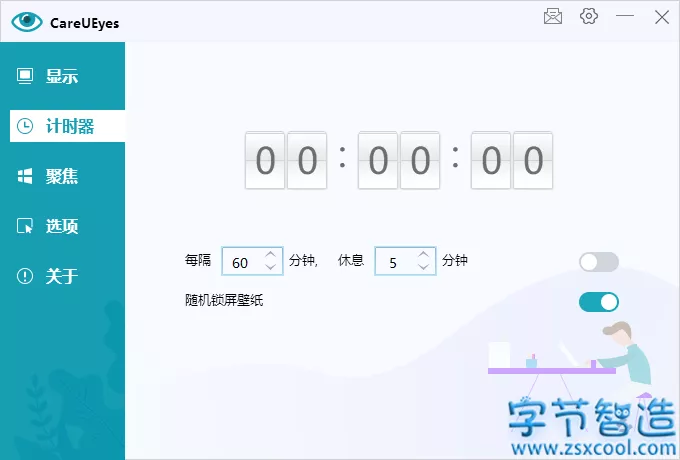 CareUEyes
显示
计时器
聚焦
选项
关于
00:00:00
每隔 60 分钟, 休息 5 分钟
随机锁屏壁纸
字节智造
www.zsxcool.com